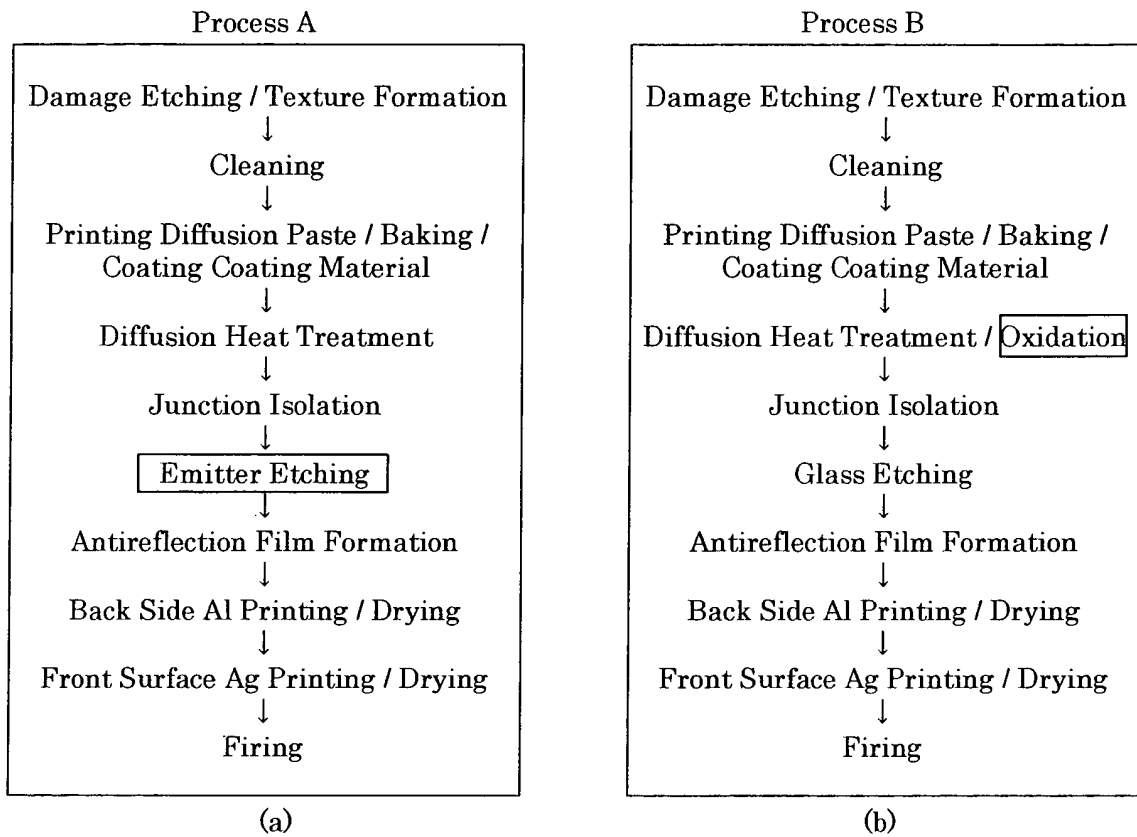 Process A
Damage Etching / Texture Formation
↓
Cleaning
↓
Printing Diffusion Paste / Baking /
Coating Coating Material
↓
Diffusion Heat Treatment
↓
Junction Isolation
↓
Emitter Etching
↓
Antireflection Film Formation
↓
Back Side Al Printing / Drying
↓
Front Surface Ag Printing / Drying
↓
Firing
(a)
Process B
Damage Etching / Texture Formation
↓
Cleaning
↓
Printing Diffusion Paste / Baking /
Coating Coating Material
↓
Diffusion Heat Treatment / Oxidation
↓
Junction Isolation
↓
Glass Etching
↓
Antireflection Film Formation
↓
Back Side Al Printing / Drying
↓
Front Surface Ag Printing / Drying
↓
Firing
(b)